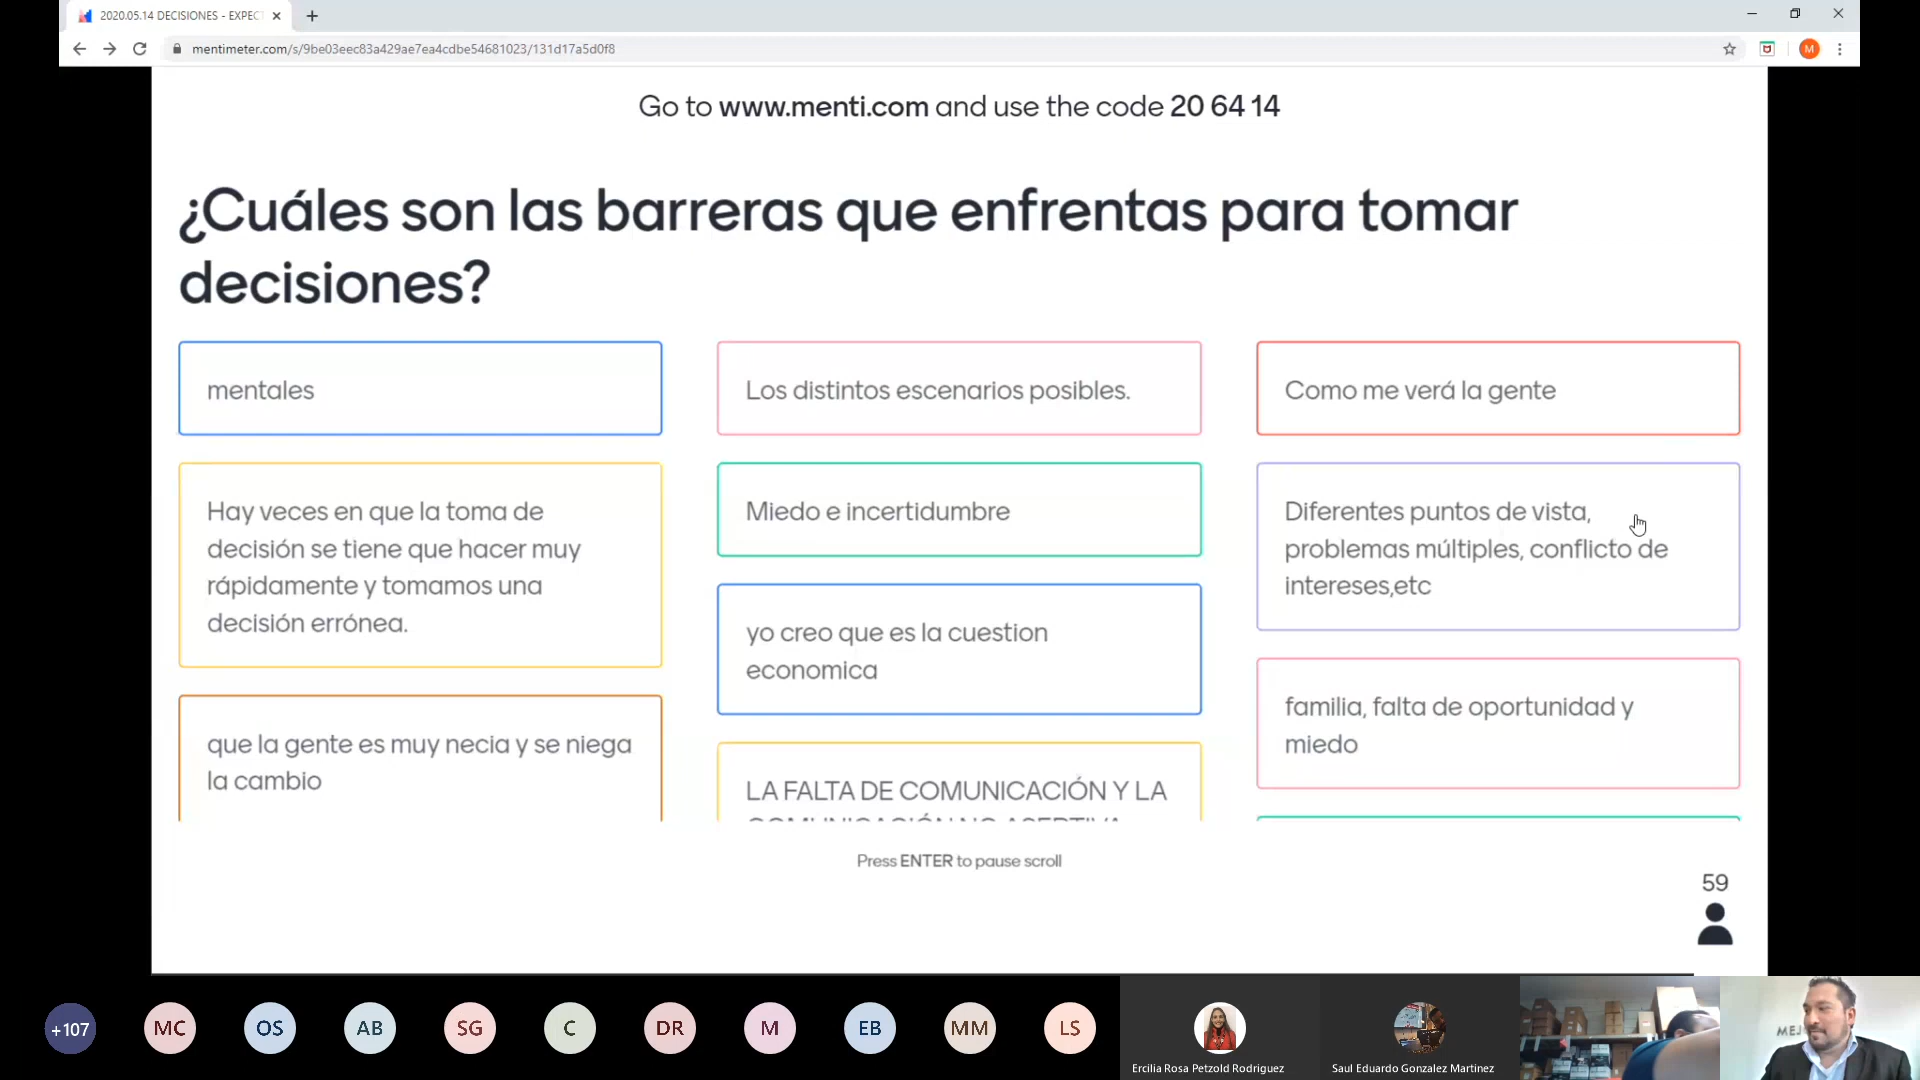 2020.05.14 DECISIONES - EXPECT
mentimeter.com/s/9be03eec83a429ae7ea4cdbe54681023/131d17a5d0f8
M
Go to www.menti.com and use the code 20 64 14
¿Cuáles son las barreras que enfrentas para tomar
decisiones?
mentales
Hay veces en que la toma de
decisión se tiene que hacer muy
rápidamente y tomamos una
decisión errónea.
que la gente es muy necia y se niega
la cambio
Los distintos escenarios posibles.
Miedo e incertidumbre
yo creo que es la cuestion
economica
LA FALTA DE COMUNICACIÓN Y LA
COMUNICACIÓN NO ASERTIVA
Como me verá la gente
Diferentes puntos de vista,
problemas múltiples, conflicto de
intereses,etc
familia, falta de oportunidad y
miedo
Press ENTER to pause scroll
59
+107
MC
OS
AB
SG
C
DR
M
EB
MM
LS
Ercilia Rosa Petzold Rodriguez
Saul Eduardo Gonzalez Martinez
MEJ